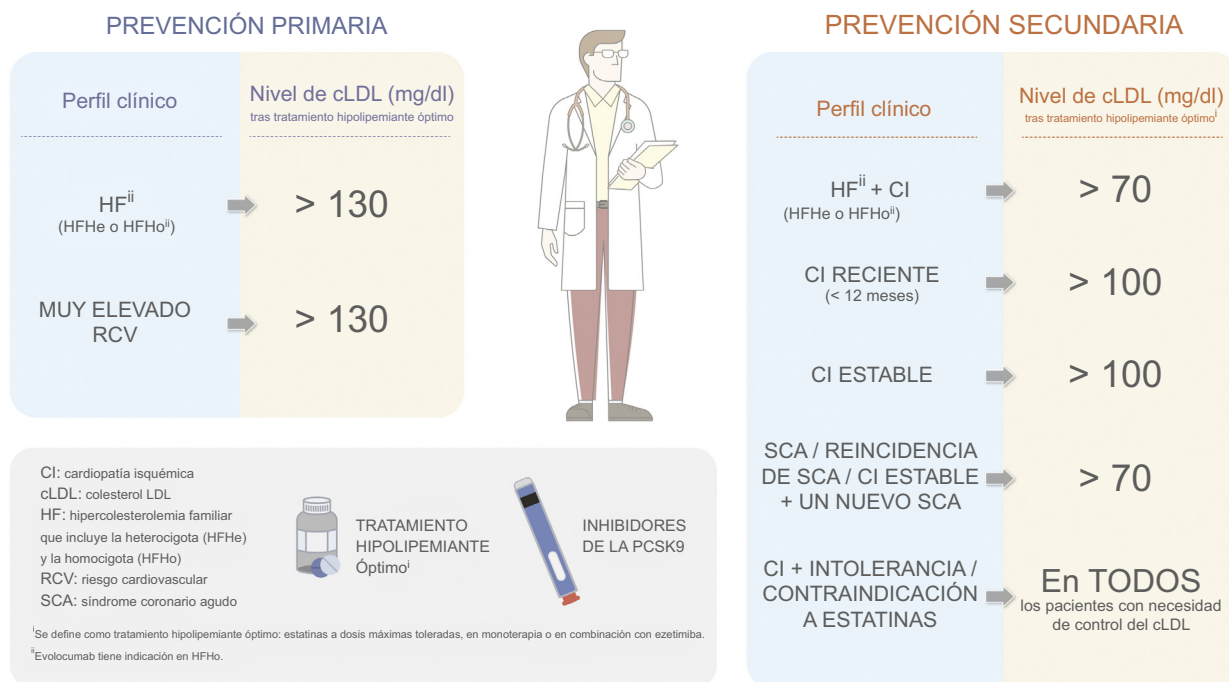 PREVENCIÓN PRIMARIA
Perfil clínico
Nivel de cLDL (mg/dl)
tras tratamiento hipolipemiante óptimo
HFii
(HFHe o HFHoii)
> 130
MUY ELEVADO
RCV
> 130
CI: cardiopatía isquémica
cLDL: colesterol LDL
HF: hipercolesterolemia familiar
que incluye la heterocigota (HFHe)
y la homocigota (HFHo)
RCV: riesgo cardiovascular
SCA: síndrome coronario agudo
TRATAMIENTO
HIPOLIPEMIANTE
Óptimoi
INHIBIDORES
DE LA PCSK9
iSe define como tratamiento hipolipemiante óptimo: estatinas a dosis máximas toleradas, en monoterapia o en combinación con ezetimiba.
iiEvolocumab tiene indicación en HFHo.
PREVENCIÓN SECUNDARIA
Perfil clínico
Nivel de cLDL (mg/dl)
tras tratamiento hipolipemiante óptimoi
HFii + CI
(HFHe o HFHoii)
> 70
CI RECIENTE
(< 12 meses)
> 100
CI ESTABLE
> 100
SCA / REINCIDENCIA
DE SCA / CI ESTABLE
+ UN NUEVO SCA
> 70
CI + INTOLERANCIA /
CONTRAINDICACIÓN
A ESTATINAS
En TODOS
los pacientes con necesidad
de control del cLDL